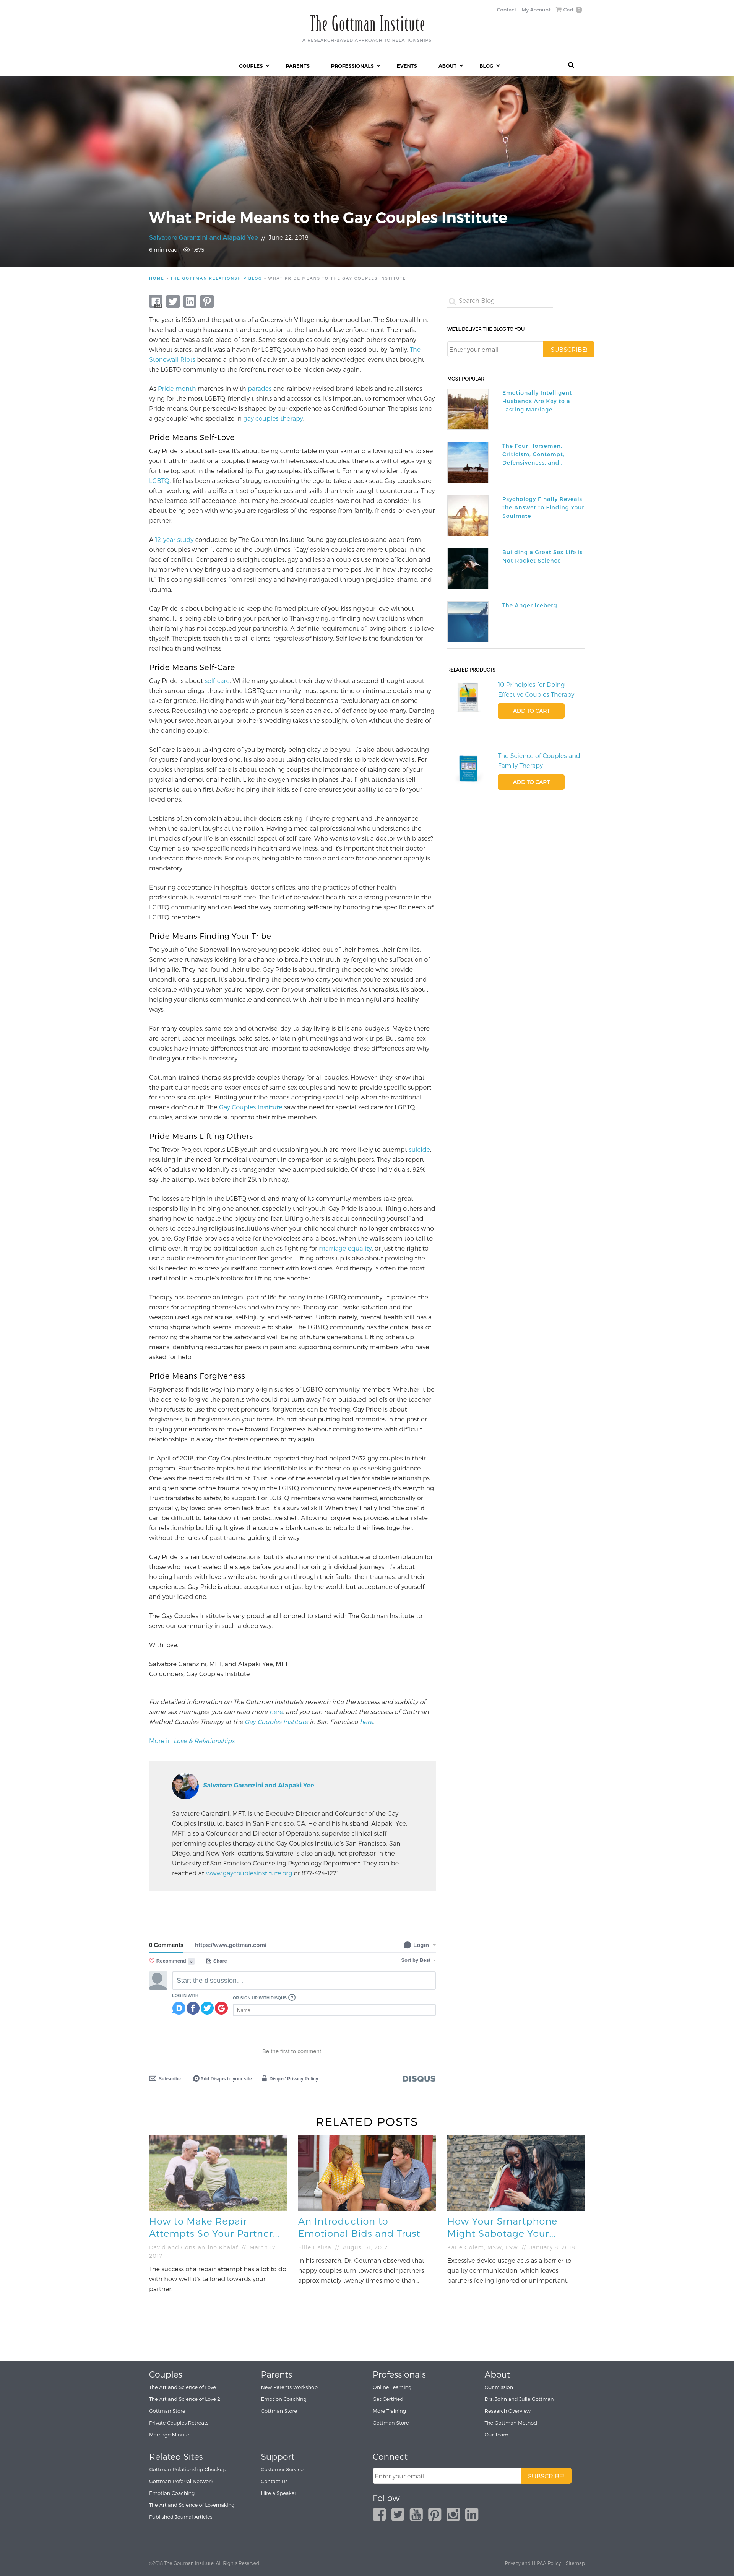 Contact My Account Cart
The Gottman Institute
A RESEARCH-BASED APPROACH TO RELATIONSHIPS
COUPLES PARENTS PROFESSIONALS EVENTS ABOUT BLOG
What Pride Means to the Gay Couples Institute
Salvatore Garanzini and Alapaki Yee // June 22, 2018
6 min read 1,675
HOME » THE GOTTMAN RELATIONSHIP BLOG » WHAT PRIDE MEANS TO THE GAY COUPLES INSTITUTE
The year is 1969, and the patrons of a Greenwich Village neighborhood bar, The Stonewall Inn,
have had enough harassment and corruption at the hands of law enforcement. The mafia-
owned bar was a safe place, of sorts. Same-sex couples could enjoy each other's company
without stares, and it was a haven for LGBTQ youth who had been tossed out by family. The
Stonewall Riots became a pinpoint of activism, a publicly acknowledged event that brought
the LGBTQ community to the forefront, never to be hidden away again.
As Pride month marches in with parades and rainbow-revised brand labels and retail stores
vying for the most LGBTQ-friendly t-shirts and accessories, it's important to remember what Gay
Pride means. Our perspective is shaped by our experience as Certified Gottman Therapists (and
a gay couple) who specialize in gay couples therapy.
Pride Means Self-Love
Gay Pride is about self-love. It's about being comfortable in your skin and allowing others to see
your truth. In traditional couples therapy with heterosexual couples, there is a still a sense of vying
for the top spot in the relationship. For gay couples, it's different. For many who identify as
LGBTQ, life has been a series of struggles requiring the ego to take a back seat. Gay couples are
often working with a different set of experiences and skills than their straight counterparts. They
have learned self-acceptance that many heterosexual couples have not had to consider. It's
about being open with who you are regardless of the response from family, friends, or even your
partner.
A 12-year study conducted by The Gottman Institute found gay couples to stand apart from
other couples when it came to the tough times, "Gay/lesbian couples are more upbeat in the
face of conflict. Compared to straight couples, gay and lesbian couples use more affection and
humor when they bring up a disagreement, and partners are more positive in how they receive
it." This coping skill comes from resiliency and having navigated through prejudice, shame, and
trauma.
Gay Pride is about being able to keep the framed picture of you kissing your love without
shame. It is being able to bring your partner to Thanksgiving, or finding new traditions when
their family has not accepted your partnership. A definite requirement of loving others is to love
thyself. Therapists teach this to all clients, regardless of history. Self-love is the foundation for
real health and wellness.
Pride Means Self-Care
Gay Pride is about self-care. While many go about their day without a second thought about
their surroundings, those in the LGBTQ community must spend time on intimate details many
take for granted. Holding hands with your boyfriend becomes a revolutionary act on some
streets. Requesting the appropriate pronoun is seen as an act of defiance by too many. Dancing
with your sweetheart at your brother's wedding takes the spotlight, often without the desire of
the dancing couple.
Self-care is about taking care of you by merely being okay to be you. It's also about advocating
for yourself and your loved one. It's also about taking calculated risks to break down walls. For
couples therapists, self-care is about teaching couples the importance of taking care of your
physical and emotional health. Like the oxygen masks in planes that flight attendants tell
parents to put on first before helping their kids, self-care ensures your ability to care for your
loved ones.
Lesbians often complain about their doctors asking if they're pregnant and the annoyance
when the patient laughs at the notion. Having a medical professional who understands the
intimacies of your life is an essential aspect of self-care. Who wants to visit a doctor who guesses?
Gay men also have specific needs in health and wellness, and it's important that their doctor
understand these needs. For couples, being able to console and care for one another openly is
mandatory.
Ensuring acceptance in hospitals, doctor's offices, and the practices of other health
professionals is essential to self-care. The field of behavioral health has a strong presence in the
LGBTQ community and can lead the way promoting self-care by honoring the specific needs of
LGBTQ members.
Pride Means Finding Your Tribe
The youth of the Stonewall Inn were young people kicked out of their homes, their families.
Some were runaways looking for a chance to breathe their truth by forgoing the suffocation of
living a lie. They had found their tribe. Gay Pride is about finding the people who provide
unconditional support. It's about finding the peers who carry you when you're exhausted and
celebrate with you when you're happy, even for your smallest victories. As therapists, it's about
helping your clients communicate and connect with their tribe in meaningful and healthy
ways.
For many couples, same-sex and otherwise, day-to-day living is bills and budgets. Maybe there
are parent-teacher meetings, bake sales, or late night meetings and work trips. But same-sex
couples have innate differences that are important to acknowledge; these differences are why
finding your tribe is necessary.
Gottman-trained therapists provide couples therapy for all couples. However, they know that
the particular needs and experiences of same-sex couples and how to provide specific support
for same-sex couples. Finding your tribe means accepting special help when the traditional
means don't cut it. The Gay Couples Institute saw the need for specialized care for LGBTQ
couples, and we provide support to their tribe members.
Pride Means Lifting Others
The Trevor Project reports LGB youth and questioning youth are more likely to attempt suicide,
resulting in the need for medical treatment in comparison to straight peers. They also report
40% of adults who identify as transgender have attempted suicide. Of these individuals, 92%
say the attempt was before their 25th birthday.
The losses are high in the LGBTQ world, and many of its community members take great
responsibility in helping one another, especially their youth. Gay Pride is about lifting others and
sharing how to navigate the bigotry and fear. Lifting others is about connecting yourself and
others to accepting religious institutions when your childhood church no longer embraces who
you are. Gay Pride provides a voice for the voiceless and a boost when the walls seem too tall to
climb over. It may be political action, such as fighting for marriage equality, or just the right to
use a public restroom for your identified gender. Lifting others up is also about providing the
skills needed to express yourself and connect with loved ones. And therapy is often the most
useful tool in a couple's toolbox for lifting one another.
Therapy has become an integral part of life for many in the LGBTQ community. It provides the
means for accepting themselves and who they are. Therapy can invoke salvation and the
weapon used against abuse, self-injury, and self-hatred. Unfortunately, mental health still has a
strong stigma which seems impossible to shake. The LGBTQ community has the critical task of
removing the shame for the safety and well being of future generations. Lifting others up
means identifying resources for peers in pain and supporting community members who have
asked for help.
Pride Means Forgiveness
Forgiveness finds its way into many origin stories of LGBTQ community members. Whether it be
the desire to forgive the parents who could not turn away from outdated beliefs or the teacher
who refuses to use the correct pronouns, forgiveness can be freeing. Gay Pride is about
forgiveness, but forgiveness on your terms. It's not about putting bad memories in the past or
burying your emotions to move forward. Forgiveness is about coming to terms with difficult
relationships in a way that fosters openness to try again.
In April of 2018, the Gay Couples Institute reported they had helped 2432 gay couples in their
program. Four favorite topics held the identifiable issue for these couples seeking guidance.
One was the need to rebuild trust. Trust is one of the essential qualities for stable relationships
and given some of the trauma many in the LGBTQ community have experienced, it's everything.
Trust translates to safety, to support. For LGBTQ members who were harmed, emotionally or
physically, by loved ones, often lack trust. It's a survival skill. When they finally find "the one" it
can be difficult to take down their protective shell. Allowing forgiveness provides a clean slate
for relationship building. It gives the couple a blank canvas to rebuild their lives together,
without the rules of past trauma guiding their way.
Gay Pride is a rainbow of celebrations, but it's also a moment of solitude and contemplation for
those who have traveled the steps before you and honoring individual journeys. It's about
holding hands with lovers while also holding on through their faults, their traumas, and their
experiences. Gay Pride is about acceptance, not just by the world, but acceptance of yourself
and your loved one.
The Gay Couples Institute is very proud and honored to stand with The Gottman Institute to
serve our community in such a deep way.
With love,
Salvatore Garanzini, MFT, and Alapaki Yee, MFT
Cofounders, Gay Couples Institute
For detailed information on The Gottman Institute's research into the success and stability of
same-sex marriages, you can read more here, and you can read about the success of Gottman
Method Couples Therapy at the Gay Couples Institute in San Francisco here.
More in Love & Relationships
Salvatore Garanzini and Alapaki Yee
Salvatore Garanzini, MFT, is the Executive Director and Cofounder of the Gay
Couples Institute, based in San Francisco, CA. He and his husband, Alapaki Yee,
MFT, also a Cofounder and Director of Operations, supervise clinical staff
performing couples therapy at the Gay Couples Institute's San Francisco, San
Diego, and New York locations. Salvatore is also an adjunct professor in the
University of San Francisco Counseling Psychology Department. They can be
reached at www.gaycouplesinstitute.org or 877-424-1221.
0 Comments https://www.gottman.com/ Login
Recommend 3 Share Sort by Best
Start the discussion...
LOG IN WITH
OR SIGN UP WITH DISQUS ?
Name
Be the first to comment.
Subscribe Add Disqus to your site Disqus' Privacy Policy DISQUS
Search Blog
WE'LL DELIVER THE BLOG TO YOU
Enter your email SUBSCRIBE!
MOST POPULAR
Emotionally Intelligent
Husbands Are Key to a
Lasting Marriage
The Four Horsemen:
Criticism, Contempt,
Defensiveness, and...
Psychology Finally Reveals
the Answer to Finding Your
Soulmate
Building a Great Sex Life is
Not Rocket Science
The Anger Iceberg
RELATED PRODUCTS
10 Principles for Doing
Effective Couples Therapy
ADD TO CART
The Science of Couples and
Family Therapy
ADD TO CART
RELATED POSTS
How to Make Repair
Attempts So Your Partner...
David and Constantino Khalaf // March 17,
2017
The success of a repair attempt has a lot to do
with how well it's tailored towards your
partner.
An Introduction to
Emotional Bids and Trust
Ellie Lisitsa // August 31, 2012
In his research, Dr. Gottman observed that
happy couples turn towards their partners
approximately twenty times more than...
How Your Smartphone
Might Sabotage Your...
Katie Golem, MSW, LSW // January 8, 2018
Excessive device usage acts as a barrier to
quality communication, which leaves
partners feeling ignored or unimportant.
Couples
The Art and Science of Love
The Art and Science of Love 2
Gottman Store
Private Couples Retreats
Marriage Minute
Parents
New Parents Workshop
Emotion Coaching
Gottman Store
Professionals
Online Learning
Get Certified
More Training
Gottman Store
About
Our Mission
Drs. John and Julie Gottman
Research Overview
The Gottman Method
Our Team
Related Sites
Gottman Relationship Checkup
Gottman Referral Network
Emotion Coaching
The Art and Science of Lovemaking
Published Journal Articles
Support
Customer Service
Contact Us
Hire a Speaker
Connect
Enter your email SUBSCRIBE!
Follow
©2018 The Gottman Institute. All Rights Reserved.
Privacy and HIPAA Policy Sitemap